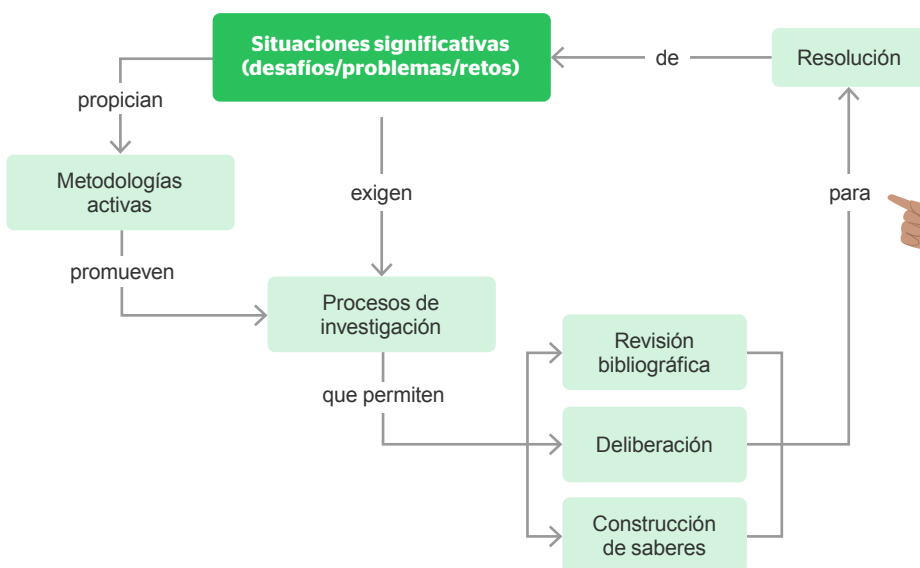 Situaciones significativas
(desafíos/problemas/retos)
de
Resolución
propician
Metodologías
activas
exigen
para
promueven
Procesos de
investigación
Revisión
bibliográfica
que permiten
Deliberación
Construcción
de saberes